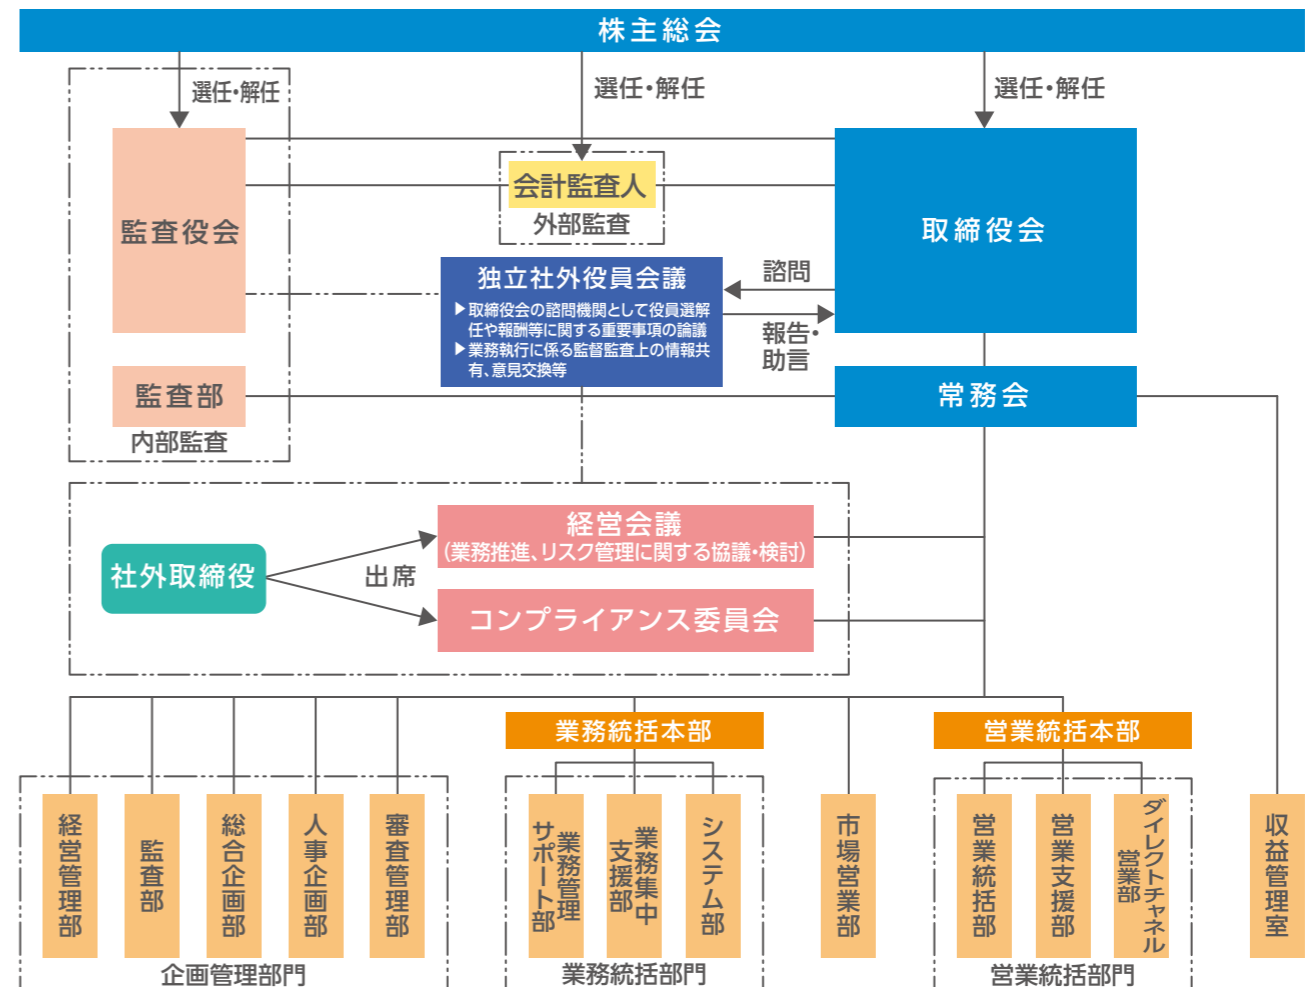 株主総会
選任・解任
選任・解任
選任・解任
監査役会
会計監査人
外部監査
取締役会
独立社外役員会議
▶取締役会の諮問機関として役員選解
任や報酬等に関する重要事項の論議
▶業務執行に係る監督監査上の情報共
有、意見交換等
諮問
報告・
助言
監査部
内部監査
常務会
社外取締役
出席
経営会議
(業務推進、リスク管理に関する協議・検討)
コンプライアンス委員会
業務統括本部
営業統括本部
経営管理部
監査部
総合企画部
人事企画部
審査管理部
業務管理
サポート部
業務集中
支援部
システム部
市場営業部
営業統括部
営業支援部
ダイレクトチャネル
営業部
収益管理室
企画管理部門
業務統括部門
営業統括部門